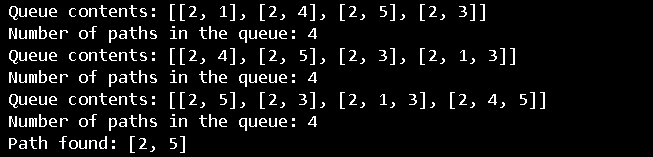 Queue contents: [[2, 1], [2, 4], [2, 5], [2, 3]]
Number of paths in the queue: 4
Queue contents: [[2, 4], [2, 5], [2, 3], [2, 1, 3]]
Number of paths in the queue: 4
Queue contents: [[2, 5], [2, 3], [2, 1, 3], [2, 4, 5]]
Number of paths in the queue: 4
Path found: [2, 5]